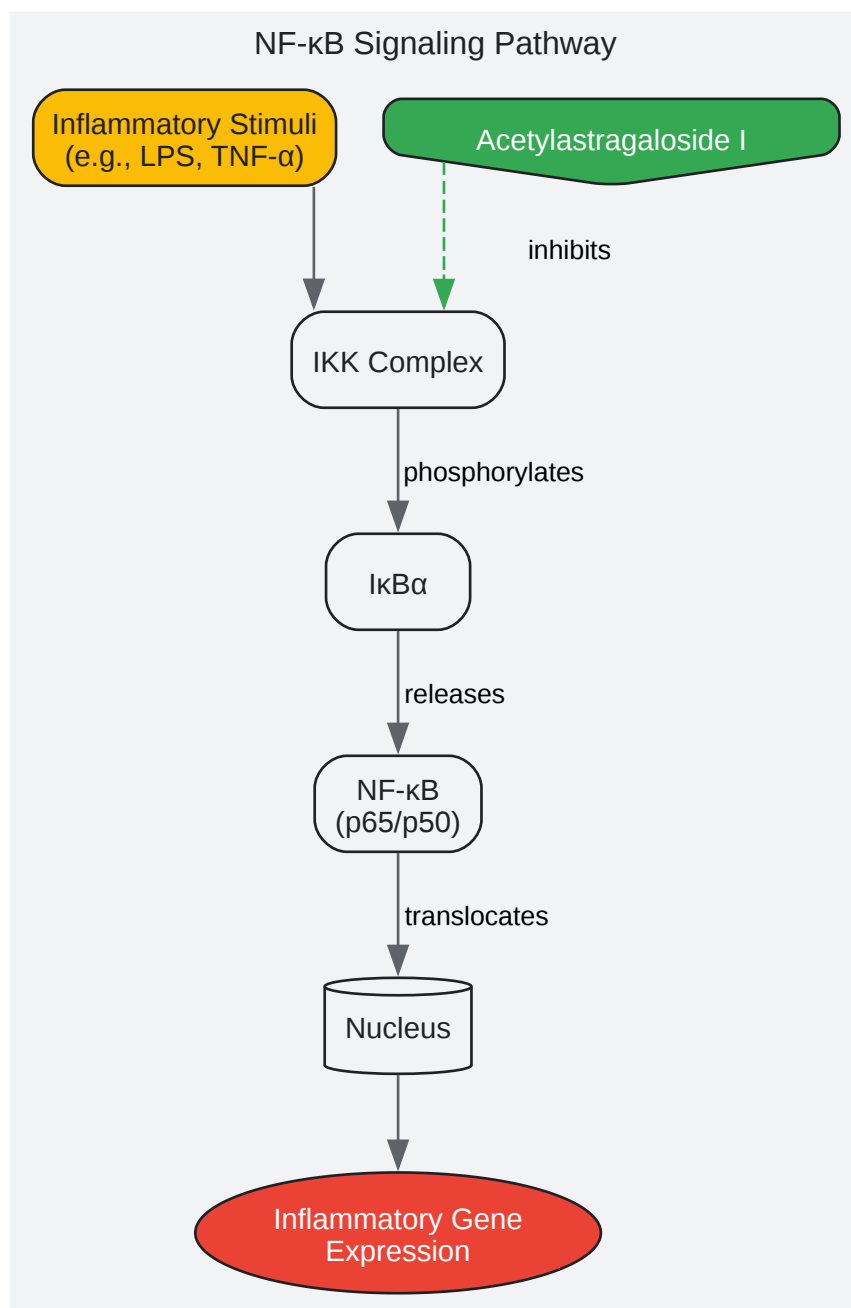 NF-κB Signaling Pathway
Inflammatory Stimuli
(e.g., LPS, TNF-α)
Acetylastragaloside I
inhibits
IKK Complex
phosphorylates
IκBα
releases
NF-κB
(p65/p50)
translocates
Nucleus
Inflammatory Gene
Expression